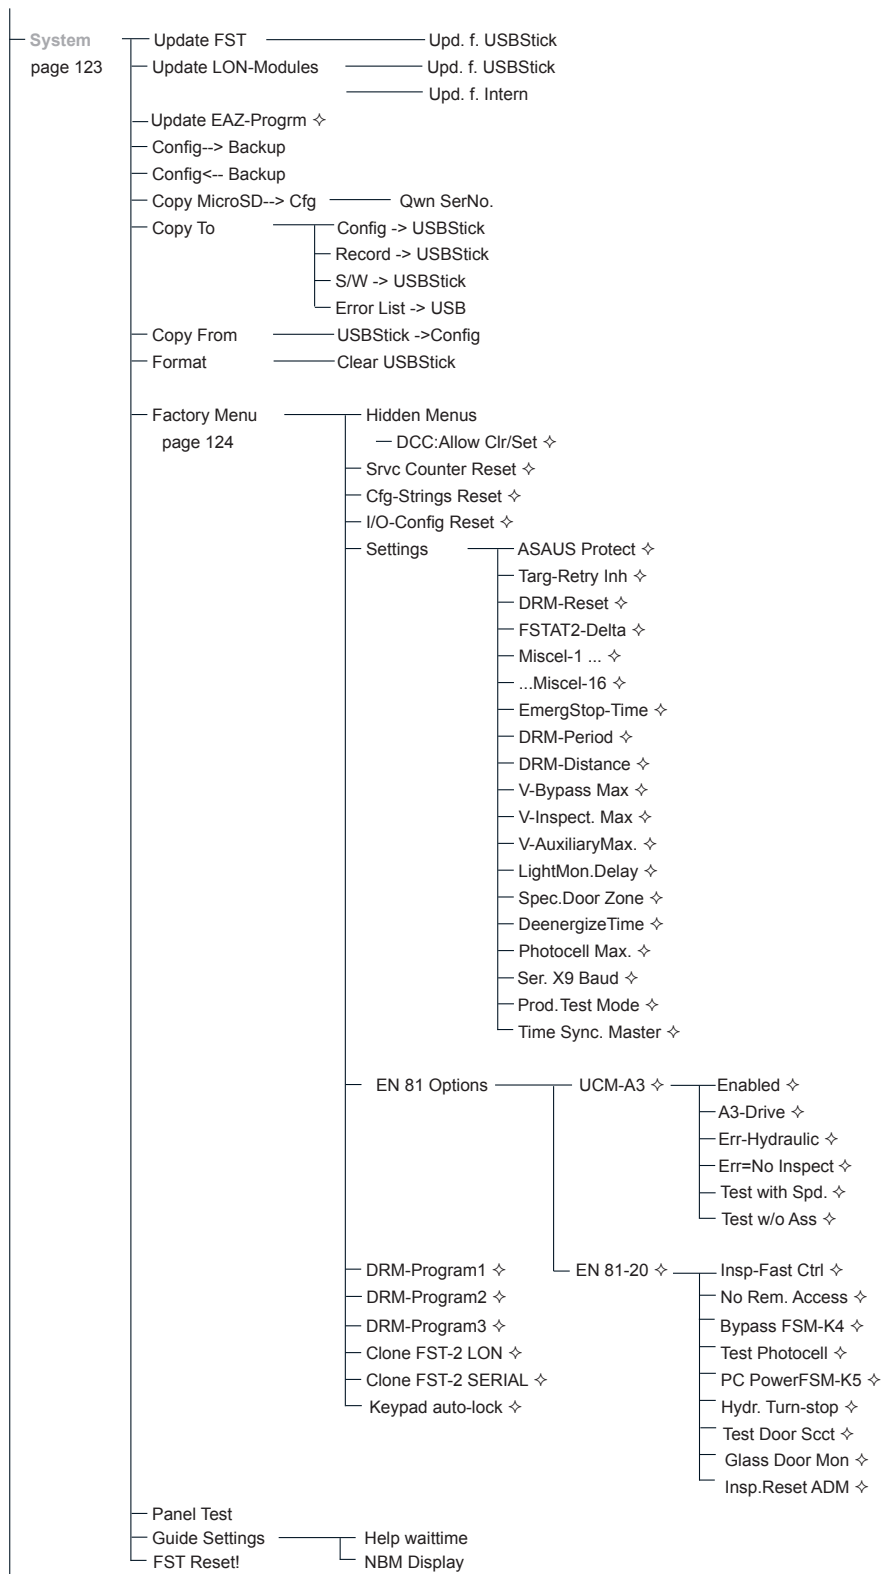 System Update FST Upd. f. USBStick
page 123 Update LON-Modules Upd. f. USBStick
Upd. f. Intern
Update EAZ-Progrm ✧
Config--> Backup
Config<-- Backup
Copy MicroSD--> Cfg Qwn SerNo.
Copy To Config -> USBStick
Record -> USBStick
S/W -> USBStick
Error List -> USB
Copy From USBStick ->Config
Format Clear USBStick
Factory Menu Hidden Menus
page 124 DCC:Allow Clr/Set ✧
Srvc Counter Reset ✧
Cfg-Strings Reset ✧
I/O-Config Reset ✧
Settings ASAUS Protect ✧
Targ-Retry Inh ✧
DRM-Reset ✧
FSTAT2-Delta ✧
Miscel-1 ... ✧
...Miscel-16 ✧
EmergStop-Time ✧
DRM-Period ✧
DRM-Distance ✧
V-Bypass Max ✧
V-Inspect. Max ✧
V-AuxiliaryMax. ✧
LightMon.Delay ✧
Spec.Door Zone ✧
DeenergizeTime ✧
Photocell Max. ✧
Ser. X9 Baud ✧
Prod.Test Mode ✧
Time Sync. Master ✧
EN 81 Options UCM-A3 ✧ Enabled ✧
A3-Drive ✧
Err-Hydraulic ✧
Err=No Inspect ✧
Test with Spd. ✧
Test w/o Ass ✧
DRM-Program1 ✧ EN 81-20 ✧ Insp-Fast Ctrl ✧
DRM-Program2 ✧ No Rem. Access ✧
DRM-Program3 ✧ Bypass FSM-K4 ✧
Clone FST-2 LON ✧ Test Photocell ✧
Clone FST-2 SERIAL ✧ PC PowerFSM-K5 ✧
Keypad auto-lock ✧ Hydr. Turn-stop ✧
Test Door Scct ✧
Glass Door Mon ✧
Insp.Reset ADM ✧
Panel Test
Guide Settings Help waittime
FST Reset! NBM Display